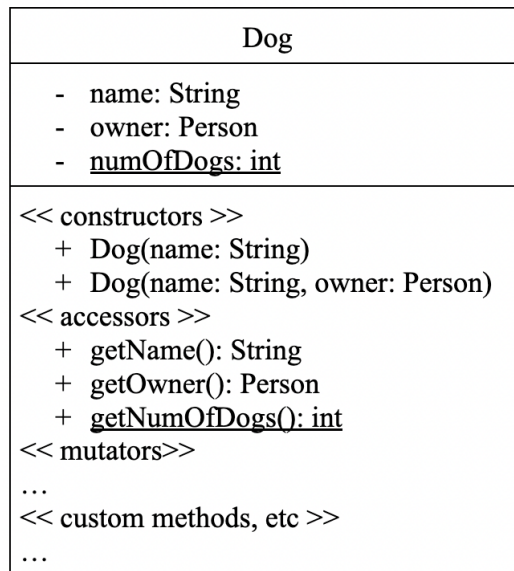 Dog
- name: String
- owner: Person
- numOfDogs: int
<< constructors >>
+ Dog(name: String)
+ Dog(name: String, owner: Person)
<< accessors >>
+ getName(): String
+ getOwner(): Person
+ getNumOfDogs(): int
<< mutators>>
…
<< custom methods, etc >>
…